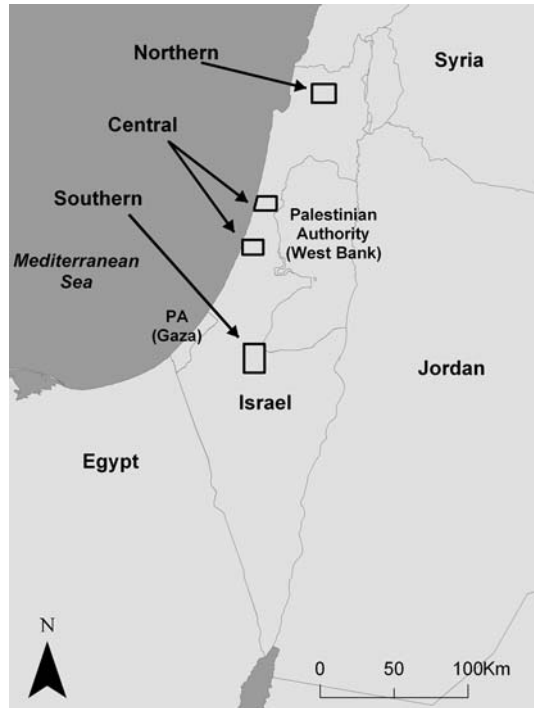 Northern
Syria
Central
Southern
Palestinian
Authority
(West Bank)
Mediterranean
Sea
PA
(Gaza)
Jordan
Israel
Egypt
N
0 50 100Km